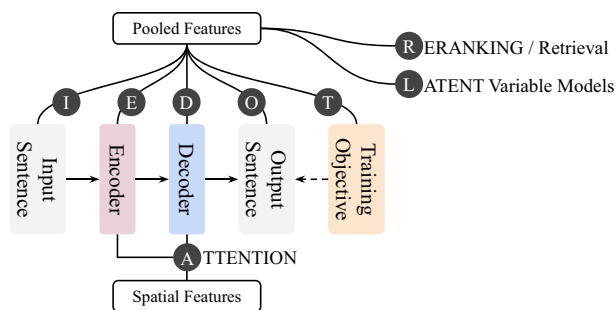 Pooled Features
R ERANKING / Retrieval
L ATENT Variable Models
I E D O T
Input Sentence
Encoder
Decoder
Output Sentence
Training Objective
A TTENTION
Spatial Features